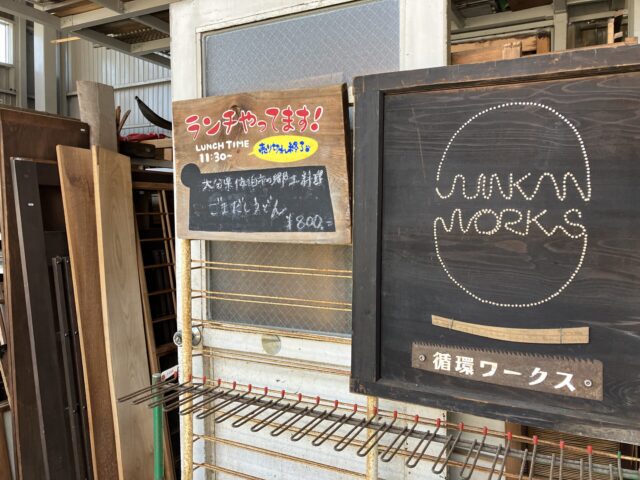 ランチやってます!
LUNCH TIME
11:30〜
売り切れ次第終了
大分県佐伯市の郷土料理
ごまだしうどん
¥800.-
JUNKAN
WORKS
循環ワークス